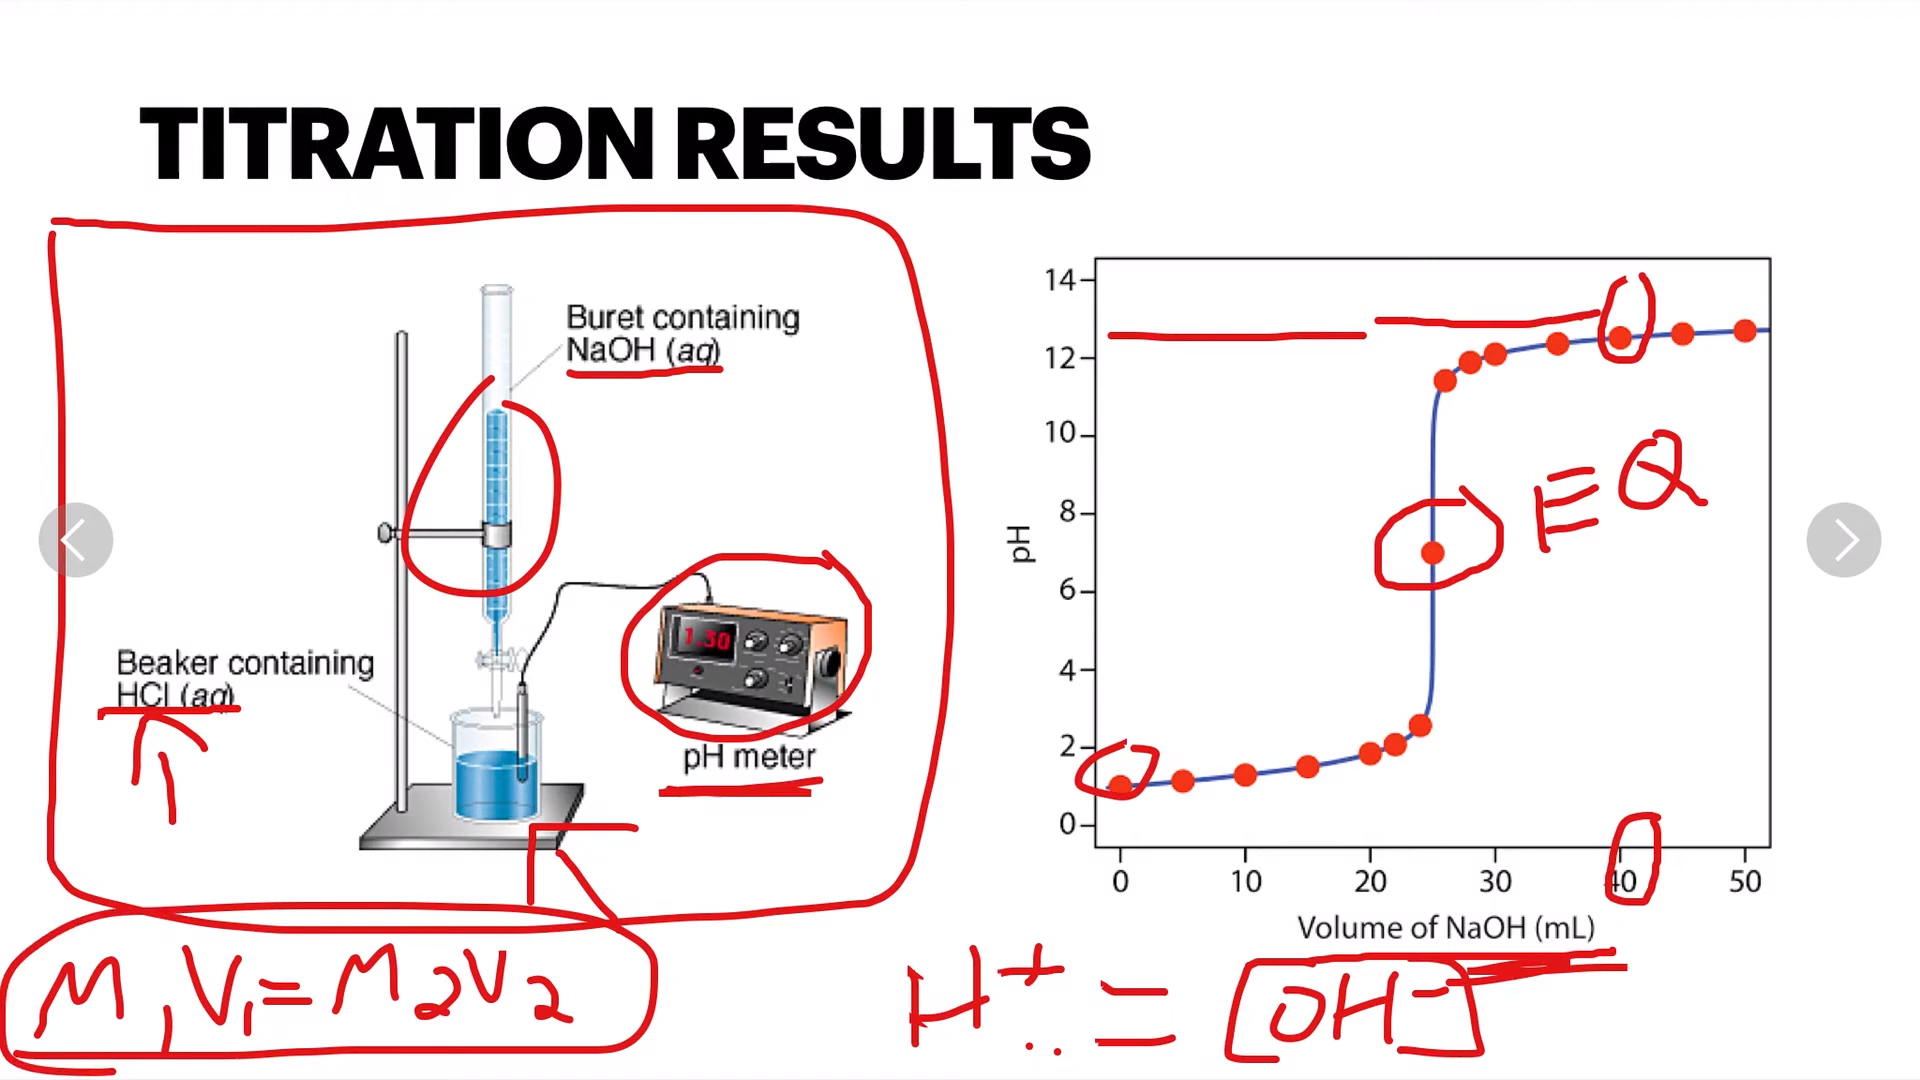 TITRATION RESULTS
Buret containing
NaOH (aq)
Beaker containing
HCl (aq)
1.30
pH meter
M1V1=M2V2
14
12
10
8
6
4
2
0
pH
0 10 20 30 40 50
Volume of NaOH (mL)
EQ
H+ = OH-